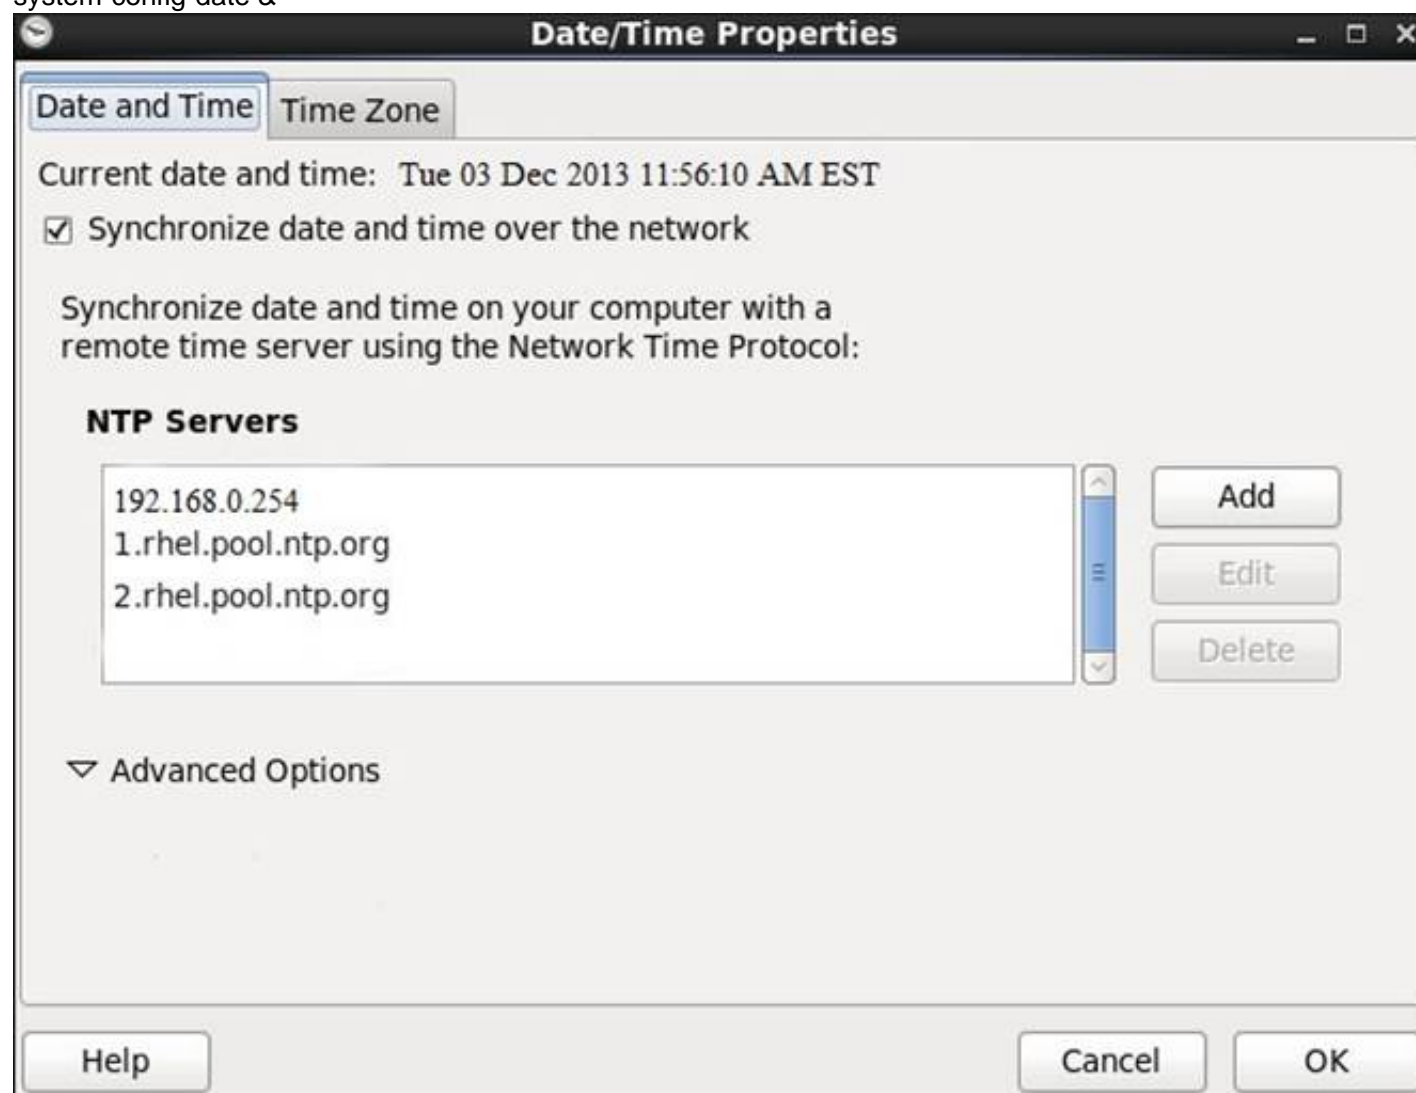 system-config-date &
Date/Time Properties
Date and Time
Time Zone
Current date and time: Tue 03 Dec 2013 11:56:10 AM EST
Synchronize date and time over the network
Synchronize date and time on your computer with a
remote time server using the Network Time Protocol:
NTP Servers
192.168.0.254
1.rhel.pool.ntp.org
2.rhel.pool.ntp.org
Add
Edit
Delete
Advanced Options
Help
Cancel
OK